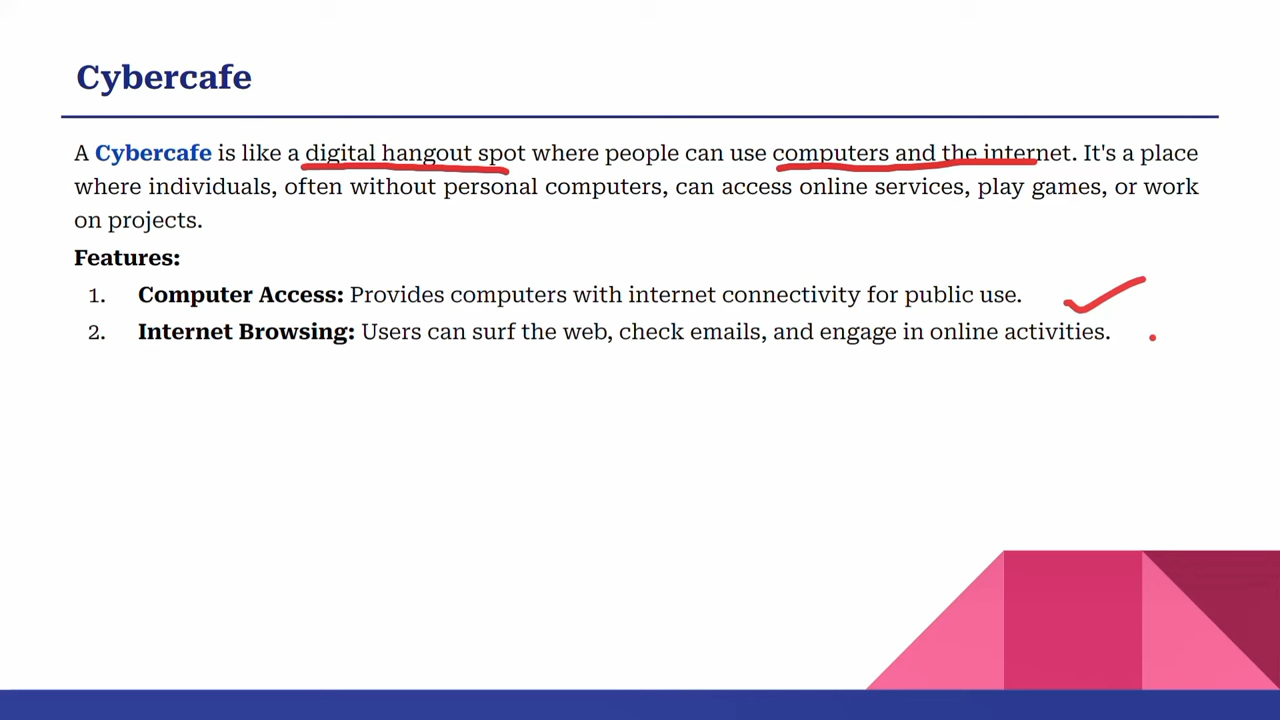 Cybercafe
A Cybercafe is like a digital hangout spot where people can use computers and the internet. It's a place
where individuals, often without personal computers, can access online services, play games, or work
on projects.
Features:
1. Computer Access: Provides computers with internet connectivity for public use.
2. Internet Browsing: Users can surf the web, check emails, and engage in online activities.